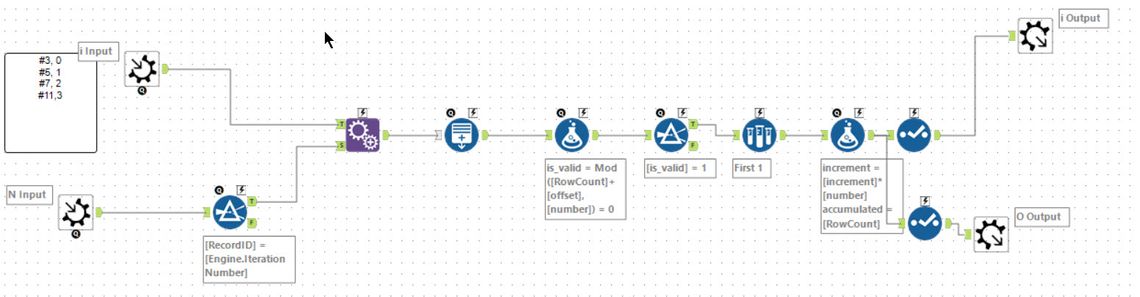 i Output
i Input
#3, 0
#5, 1
#7, 2
#11,3
T
S
T
F
is_valid = Mod
([RowCount]+
[offset],
[number]) = 0
[is_valid] = 1
First 1
increment =
[increment]*
[number]
accumulated =
[RowCount]
N Input
T
F
O Output
[RecordID] =
[Engine.Iteration
Number]